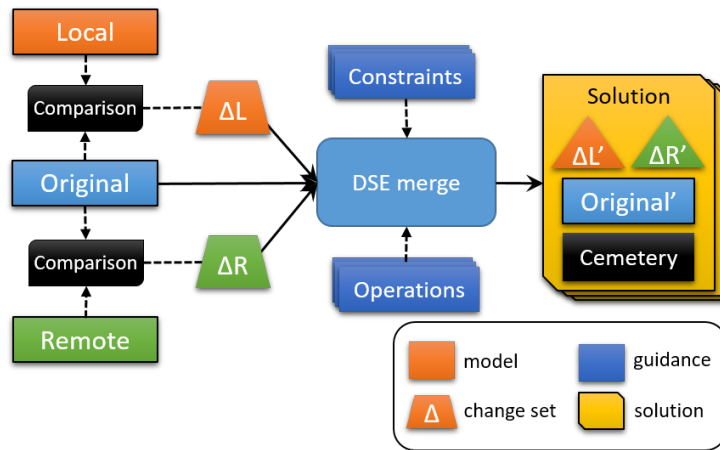 Local
Comparison
ΔL
Original
Comparison
ΔR
Remote
Constraints
DSE merge
Operations
Solution
ΔL’
ΔR’
Original’
Cemetery
model
guidance
Δ
change set
solution